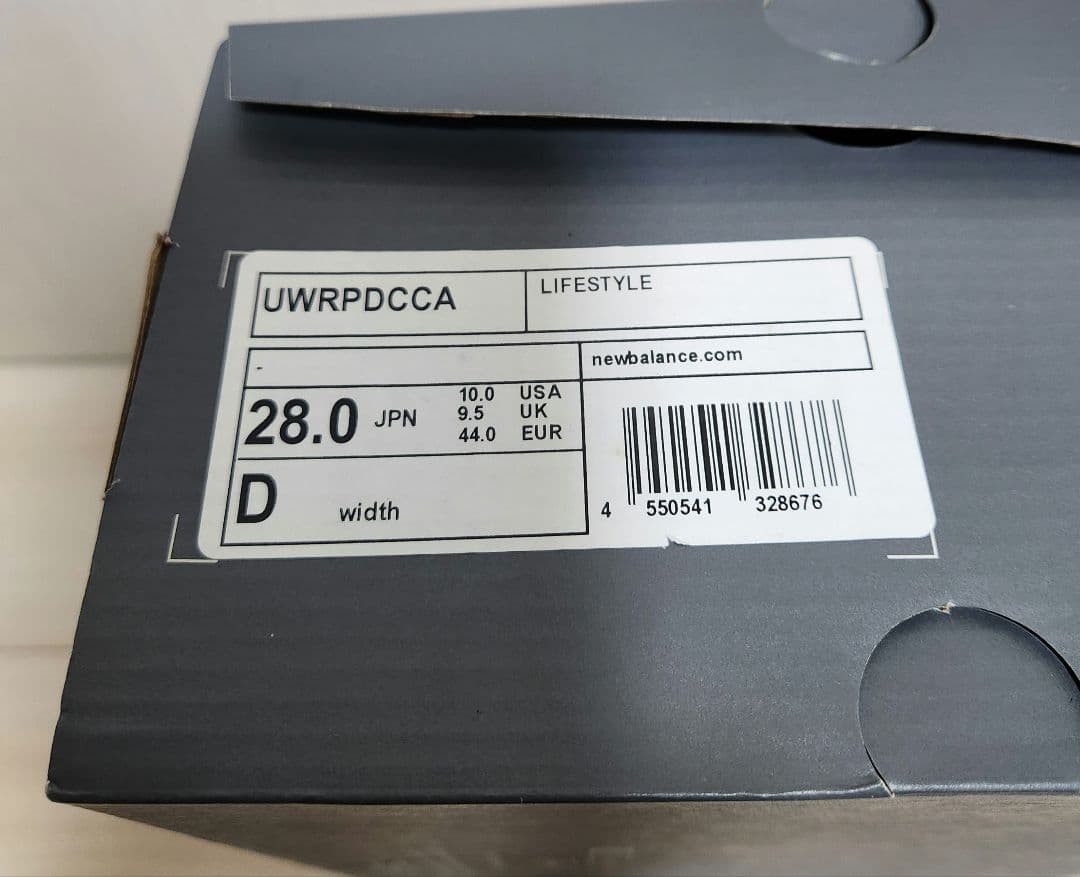 UWRPDCCA
LIFESTYLE
-
newbalance.com
28.0 JPN
10.0 USA
9.5 UK
44.0 EUR
D width
4 550541 328676